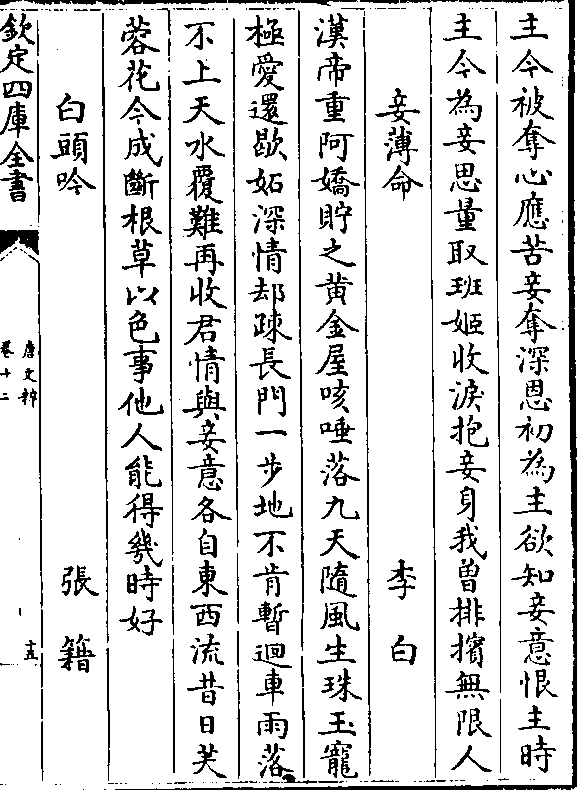 主今被奪心應苦妾奪深恩初為主欲知妾意恨主時
主今為妾思量取班姬收淚抱妾身我曽排擯無限人
妾薄命 李白
漢帝重阿嬌貯之黄金屋咳唾落九天隨風生珠玉寵
極愛還歇妬深情却疎長門一步地不肯暫迴車雨落
不上天水覆難再收君情與妾意各自東西流昔日芙
蓉花今成斷根草以色事他人能得幾時好
白頭吟 張籍
欽定四庫全書
唐文粹
卷十二
十五